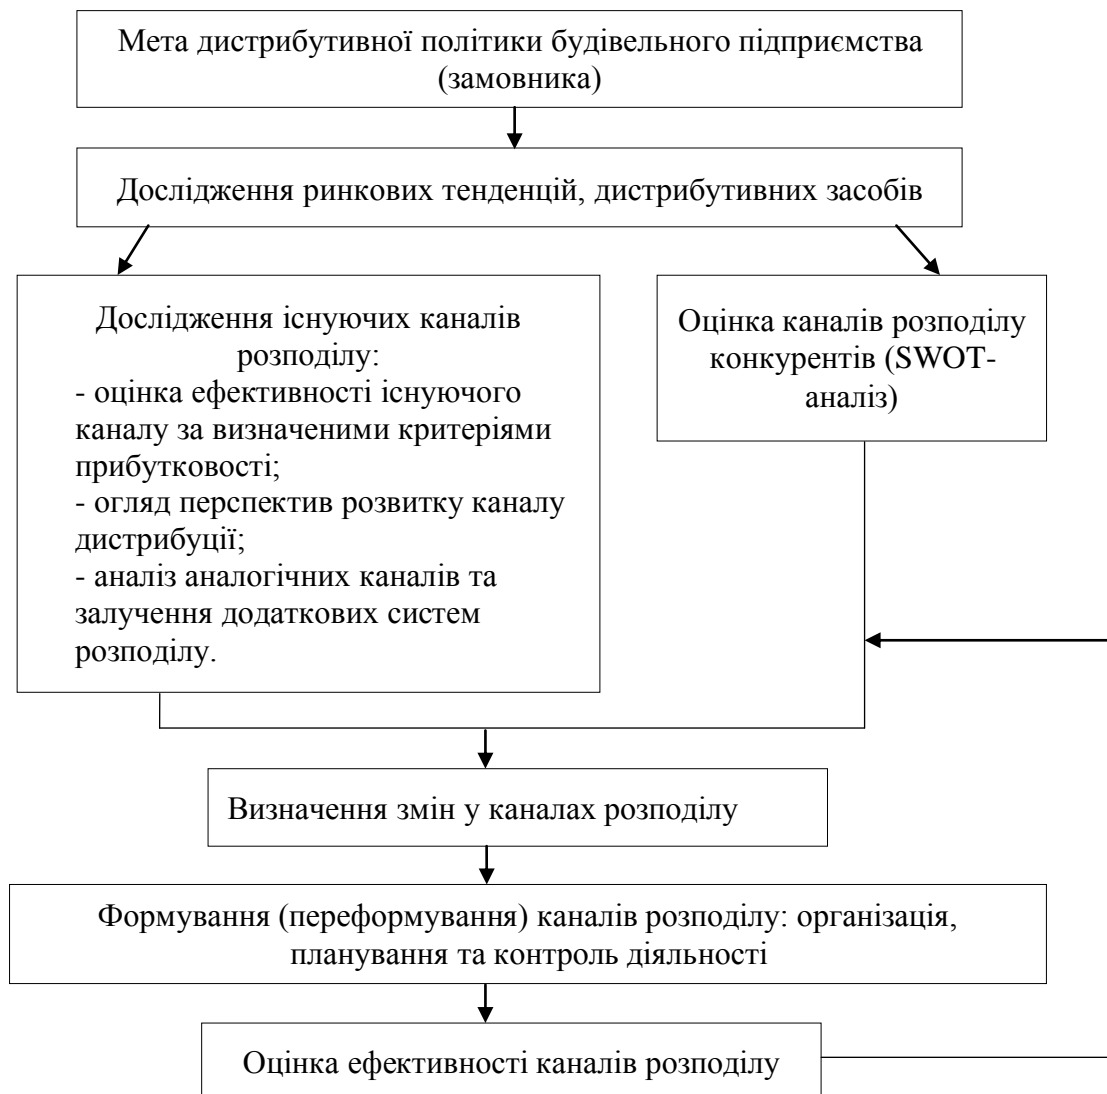 Мета дистрибутивної політики будівельного підприємства
(замовника)
Дослідження ринкових тенденцій, дистрибутивних засобів
Дослідження існуючих каналів
розподілу:
- оцінка ефективності існуючого
каналу за визначеними критеріями
прибутковості;
- огляд перспектив розвитку каналу
дистрибуції;
- аналіз аналогічних каналів та
залучення додаткових систем
розподілу.
Оцінка каналів розподілу
конкурентів (SWOT-
аналіз)
Визначення змін у каналах розподілу
Формування (переформування) каналів розподілу: організація,
планування та контроль діяльності
Оцінка ефективності каналів розподілу